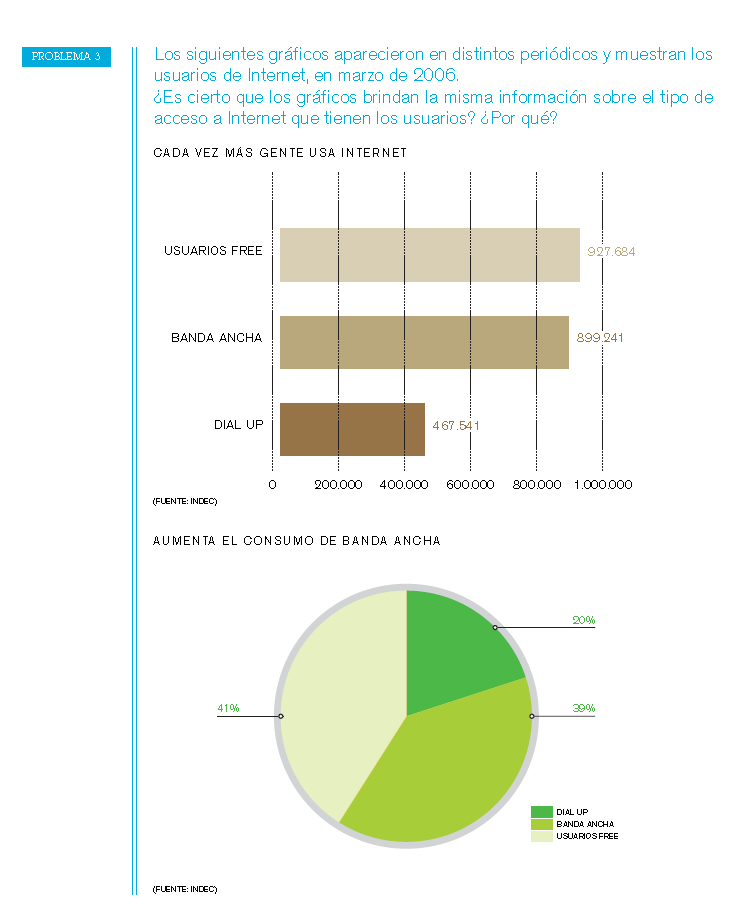 PROBLEMA 3
Los siguientes gráficos aparecieron en distintos periódicos y muestran los
usuarios de Internet, en marzo de 2006.
¿Es cierto que los gráficos brindan la misma información sobre el tipo de
acceso a Internet que tienen los usuarios? ¿Por qué?
CADA VEZ MÁS GENTE USA INTERNET
USUARIOS FREE
927.684
BANDA ANCHA
899.241
DIAL UP
467.541
0 200.000 400.000 600.000 800.000 1.000.000
(FUENTE: INDEC)
AUMENTA EL CONSUMO DE BANDA ANCHA
20%
41%
39%
DIAL UP
BANDA ANCHA
USUARIOS FREE
(FUENTE: INDEC)